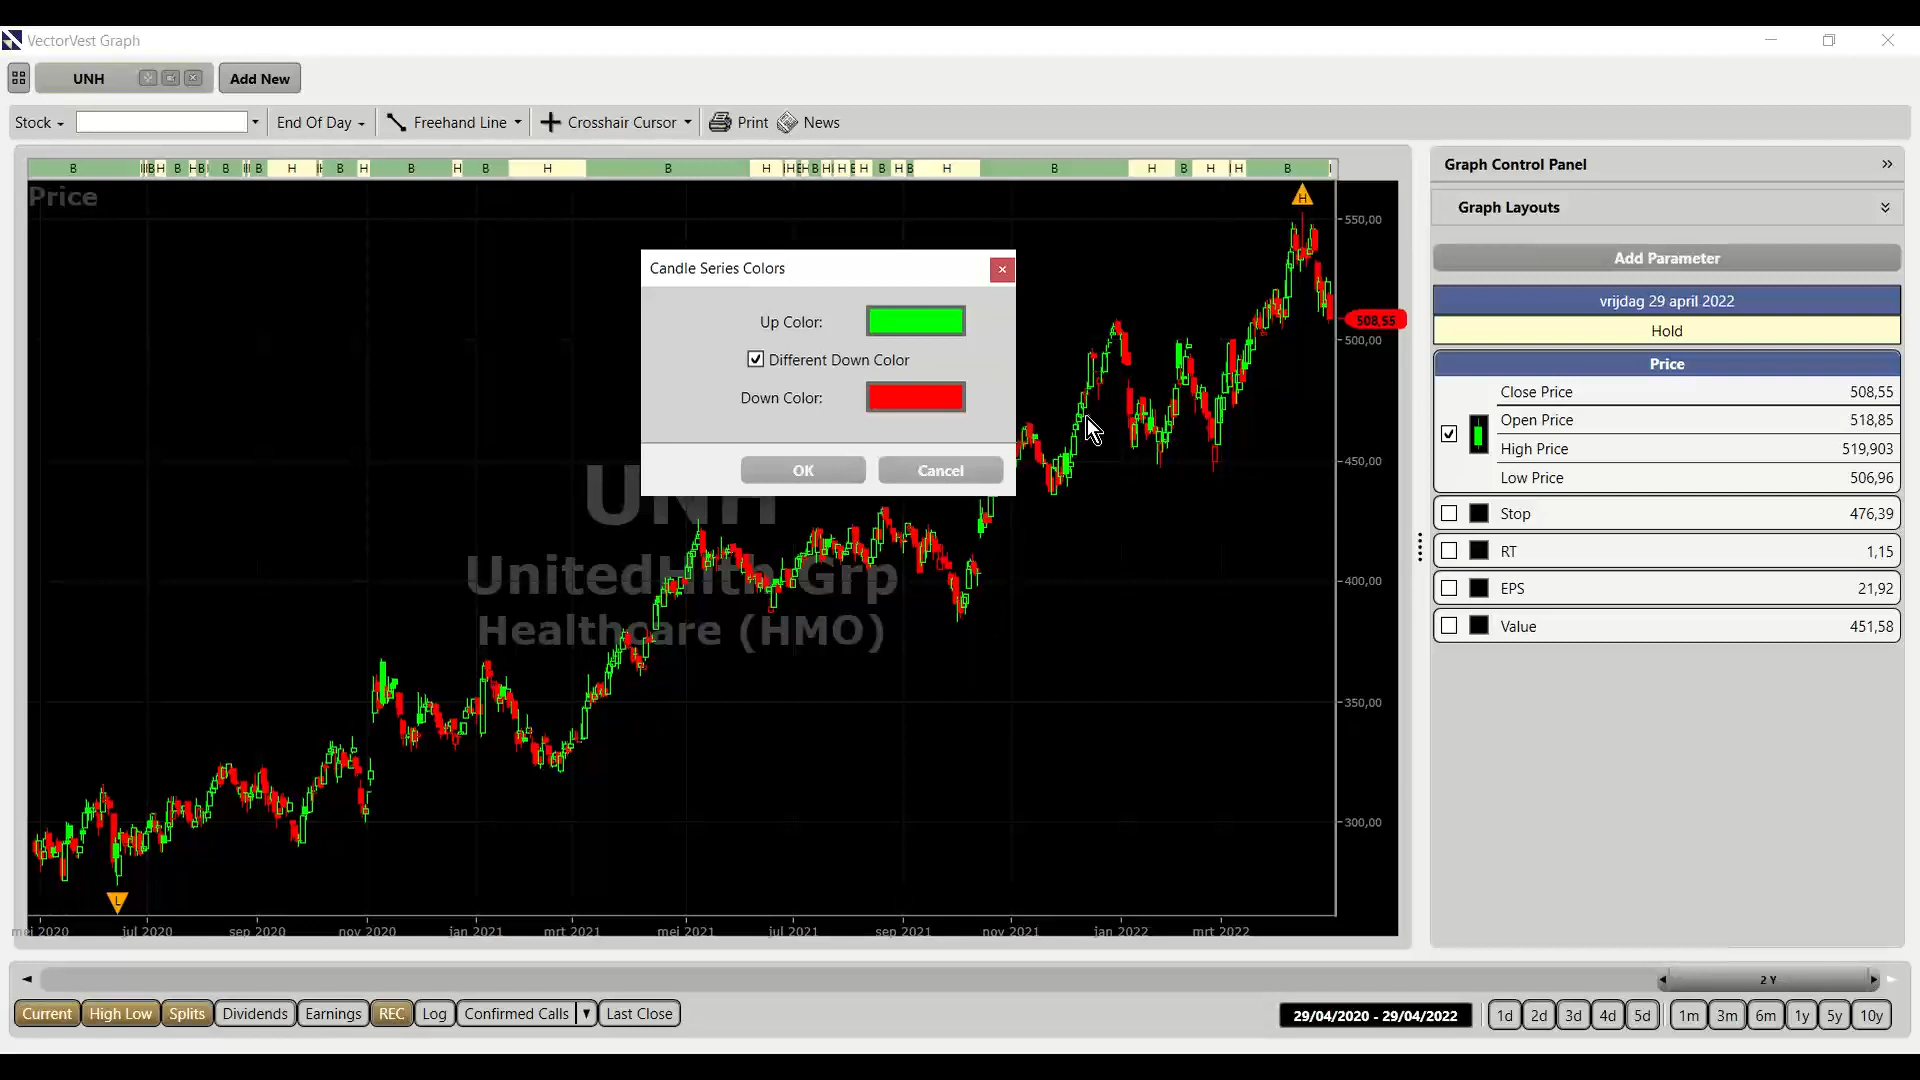 VectorVest Graph
UNH
Add New
Stock
End Of Day
Freehand Line
Crosshair Cursor
Print
News
B B H B H B B B H H B H B H B H B H H B H H B H B H B H B H H B
Price
H
550,00
508,55
500,00
450,00
400,00
350,00
300,00
Candle Series Colors
Up Color:
Different Down Color
Down Color:
OK
Cancel
UNH
UnitedHlth Grp
Healthcare (HMO)
L
mei 2020 jul 2020 sep 2020 nov 2020 jan 2021 mrt 2021 mei 2021 jul 2021 sep 2021 nov 2021 jan 2022 mrt 2022
Graph Control Panel
Graph Layouts
Add Parameter
vrijdag 29 april 2022
Hold
Price
Close Price 508,55
Open Price 518,85
High Price 519,903
Low Price 506,96
Stop 476,39
RT 1,15
EPS 21,92
Value 451,58
2 Y
Current High Low Splits Dividends Earnings REC Log Confirmed Calls Last Close
29/04/2020 - 29/04/2022
1d 2d 3d 4d 5d 1m 3m 6m 1y 5y 10y